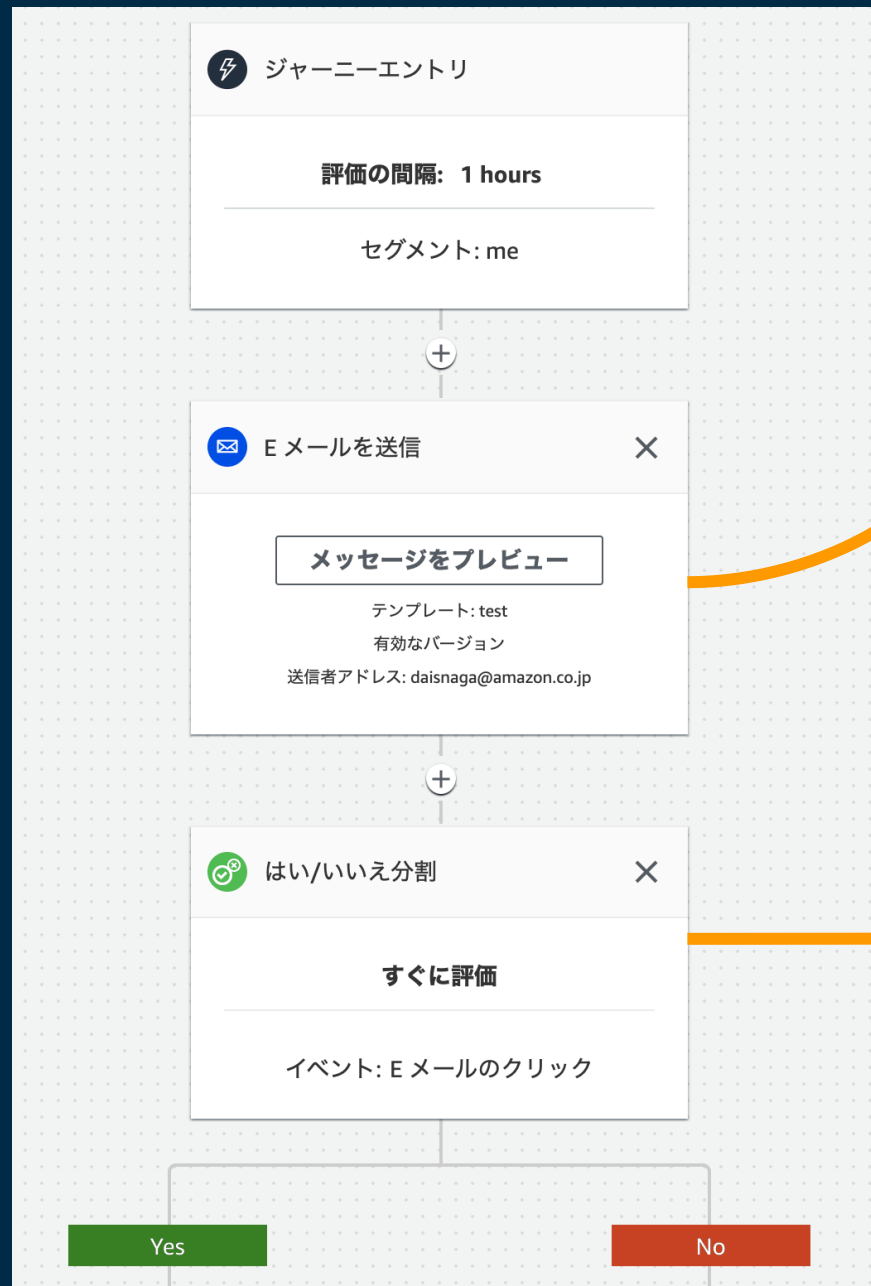 ジャーニーエントリ
評価の間隔: 1 hours
セグメント: me
E メールを送信
メッセージをプレビュー
テンプレート: test
有効なバージョン
送信者アドレス: daisnaga@amazon.co.jp
はい/いいえ分割
すぐに評価
イベント: E メールのクリック
Yes
No